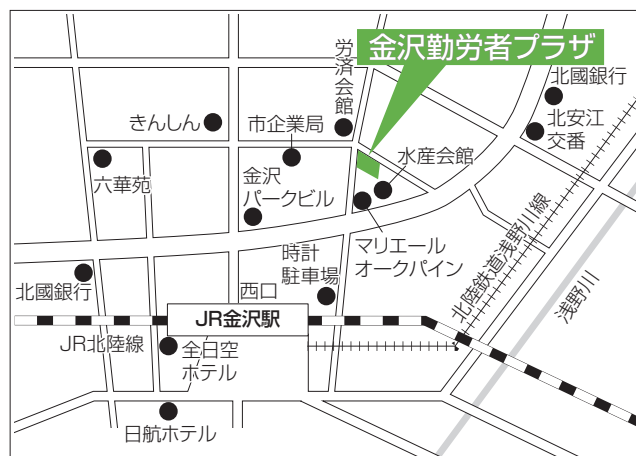 労済会館
金沢勤労者プラザ
北國銀行
きんしん
市企業局
北安江
交番
水産会館
六華苑
金沢
パークビル
マリエール
オークパイン
北陸鉄道浅野川線
時計
駐車場
北國銀行
西口
浅野川
JR金沢駅
JR北陸線
全日空
ホテル
日航ホテル